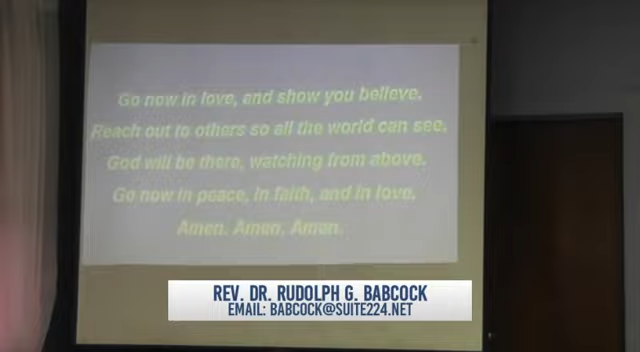 Go now in love, and show you believe.
Reach out to others so all the world can see.
God will be there, watching from above.
Go now in peace, in faith, and in love.
Amen. Amen. Amen.
REV. DR. RUDOLPH G. BABCOCK
EMAIL: BABCOCK@SUITE224.NET